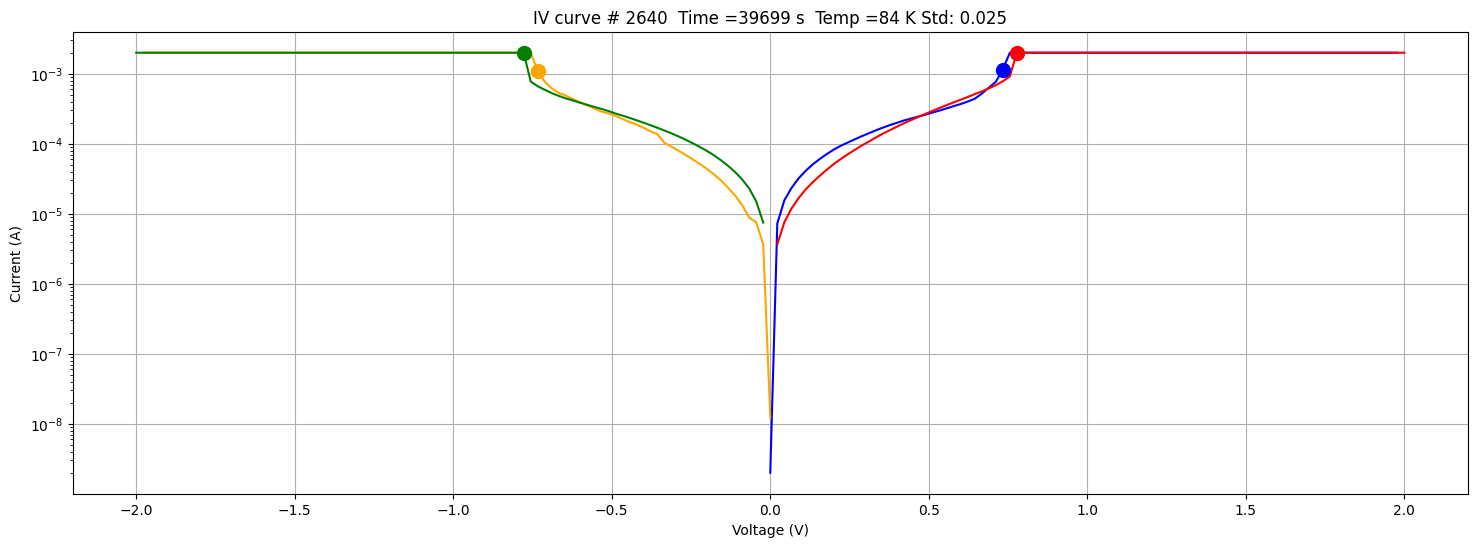 IV curve # 2640  Time =39699 s  Temp =84 K Std: 0.025
Current (A)
10⁻³
10⁻⁴
10⁻⁵
10⁻⁶
10⁻⁷
10⁻⁸
−2.0 −1.5 −1.0 −0.5 0.0 0.5 1.0 1.5 2.0
Voltage (V)